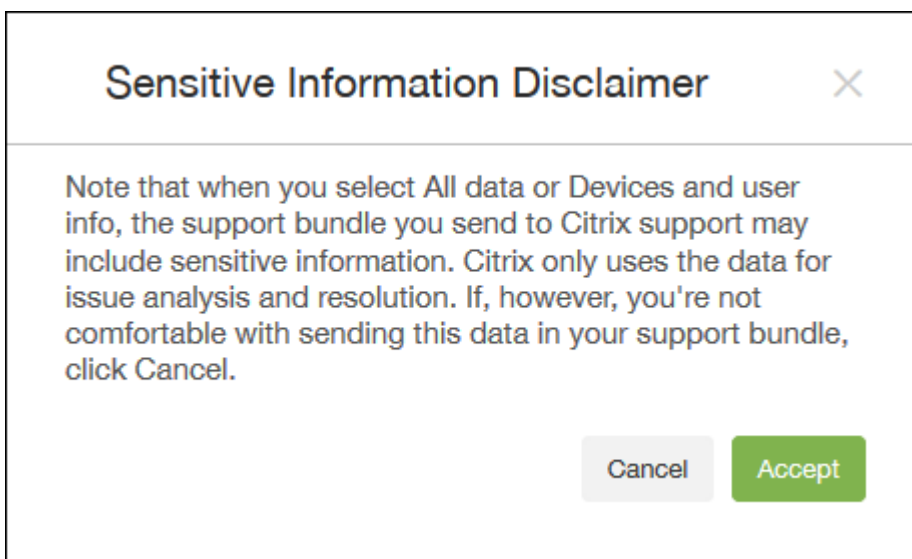 Sensitive Information Disclaimer
Note that when you select All data or Devices and user
info, the support bundle you send to Citrix support may
include sensitive information. Citrix only uses the data for
issue analysis and resolution. If, however, you're not
comfortable with sending this data in your support bundle,
click Cancel.
Cancel
Accept